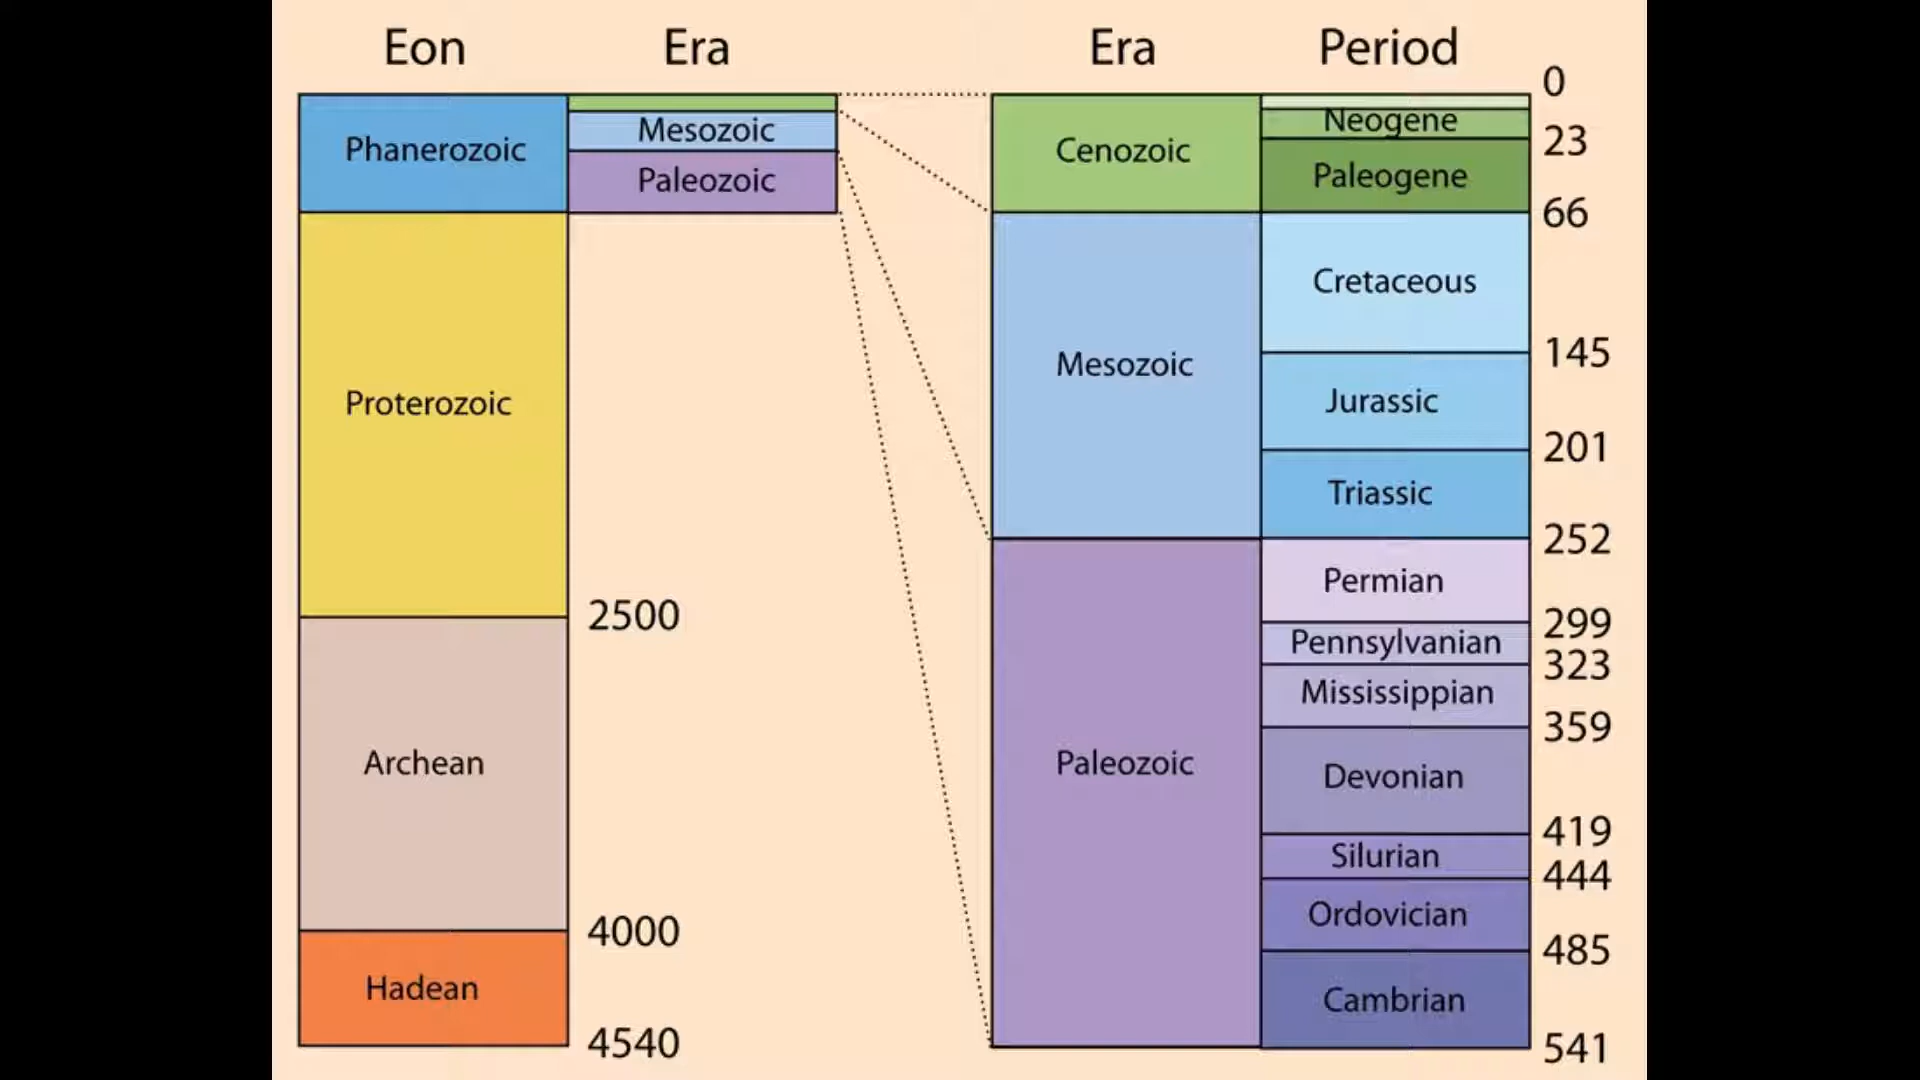 Eon Era Era Period
0
Phanerozoic Mesozoic Cenozoic Neogene
23
Paleozoic Paleogene
66
Cretaceous
145
Proterozoic Mesozoic Jurassic
201
Triassic
252
Permian
2500 299
Pennsylvanian
323
Mississippian
359
Archean Paleozoic Devonian
419
Silurian
444
Ordovician
4000 485
Hadean Cambrian
4540 541